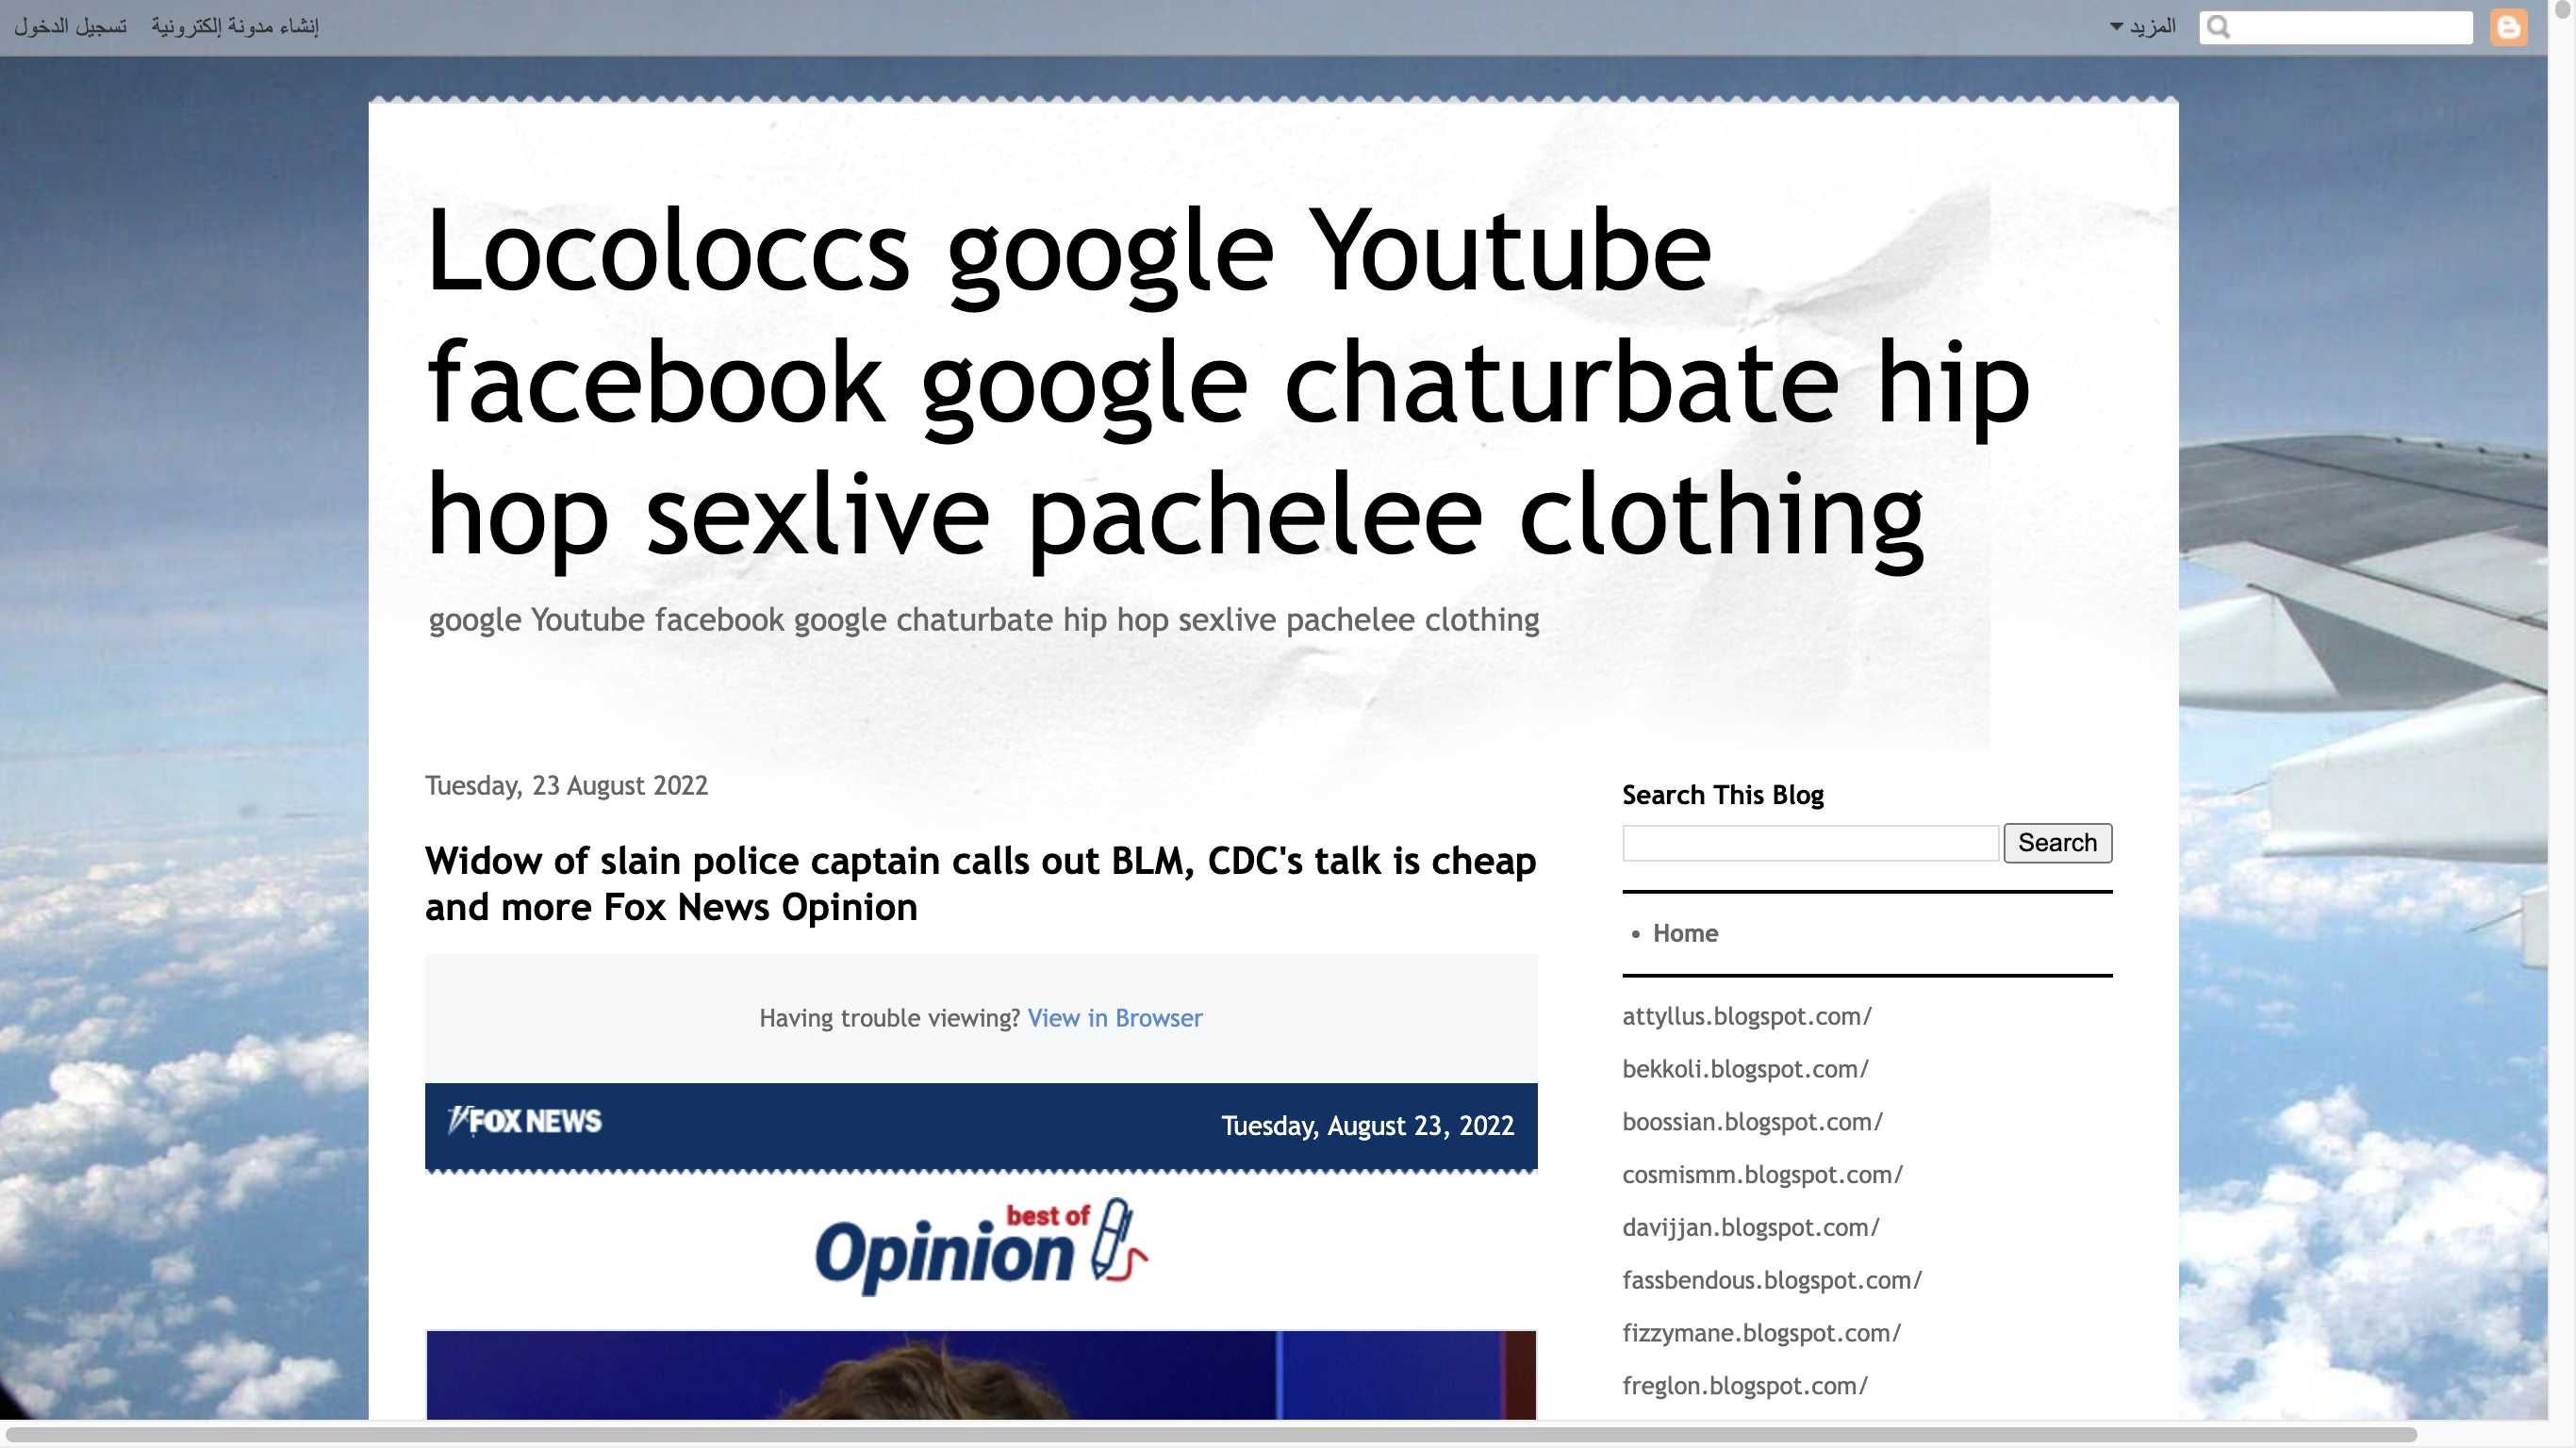 تسجيل الدخول
إنشاء مدونة إلكترونية
المزيد
Locoloccs google Youtube
facebook google chaturbate hip
hop sexlive pachelee clothing
google Youtube facebook google chaturbate hip hop sexlive pachelee clothing
Tuesday, 23 August 2022
Widow of slain police captain calls out BLM, CDC's talk is cheap
and more Fox News Opinion
Having trouble viewing? View in Browser
FOX NEWS
Tuesday, August 23, 2022
best of
Opinion
Search This Blog
Search
• Home
attyllus.blogspot.com/
bekkoli.blogspot.com/
boossian.blogspot.com/
cosmismm.blogspot.com/
davijjan.blogspot.com/
fassbendous.blogspot.com/
fizzymane.blogspot.com/
freglon.blogspot.com/